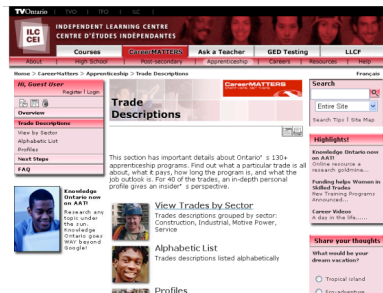 TVOntario | TVO | TFO | ILC |
ILC
CEI
INDEPENDENT LEARNING CENTRE
CENTRE D'ÉTUDES INDÉPENDANTES
Courses CareerMATTERS Ask a Teacher GED Testing LLCF
About | High School | Post-secondary | Apprenticeship | Careers | Resources | Help
Home > CareerMatters > Apprenticeship > Trade Descriptions Français
Hi, Guest User
Register | Login
Overview
Trade Descriptions
View by Sector
Alphabetic List
Profiles
Next Steps
FAQ
Knowledge
Ontario now
on AAT!
Research any
topic under
the sun.
Knowledge
Ontario goes
WAY beyond
Google!
CareerMATTERS
Trade
Descriptions
This section has important details about Ontario" s 130+
apprenticeship programs. Find out what a particular trade is all
about, what it pays, how long the program is, and what the
job outlook is. For 40 of the trades, an in-depth personal
profile gives an insider" s perspective.
View Trades by Sector
Trades descriptions grouped by sector:
Construction, Industrial, Motive Power,
Service
Alphabetic List
Trades descriptions listed alphabetically
Profiles
Search
Entire Site
Search Tips | Site Map
Highlights!
Knowledge Ontario now
on AAT!
Online resource a
research goldmine...
Funding helps Women in
Skilled Trades
New Training Programs
Announced...
Career Videos
A day in the life......
Share your thoughts
What would be your
dream vacation?
Tropical island
Eco-adventure